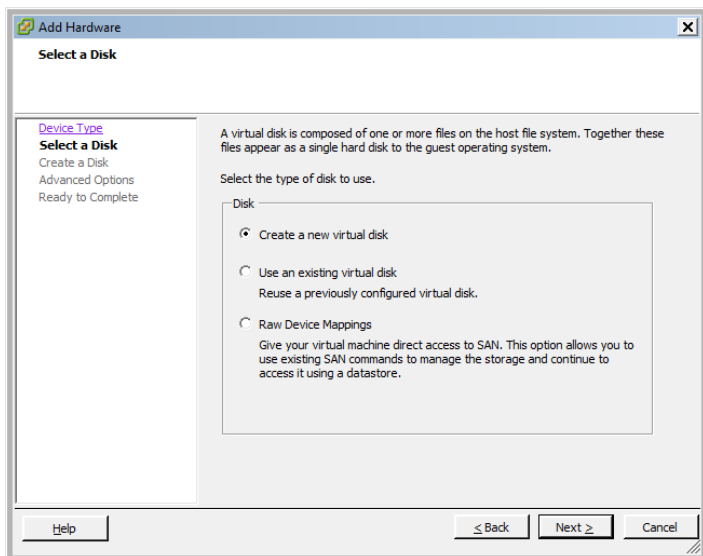 Add Hardware
Select a Disk
Device Type
Select a Disk
Create a Disk
Advanced Options
Ready to Complete
A virtual disk is composed of one or more files on the host file system. Together these
files appear as a single hard disk to the guest operating system.
Select the type of disk to use.
Disk
Create a new virtual disk
Use an existing virtual disk
Reuse a previously configured virtual disk.
Raw Device Mappings
Give your virtual machine direct access to SAN. This option allows you to
use existing SAN commands to manage the storage and continue to
access it using a datastore.
Help
< Back
Next >
Cancel